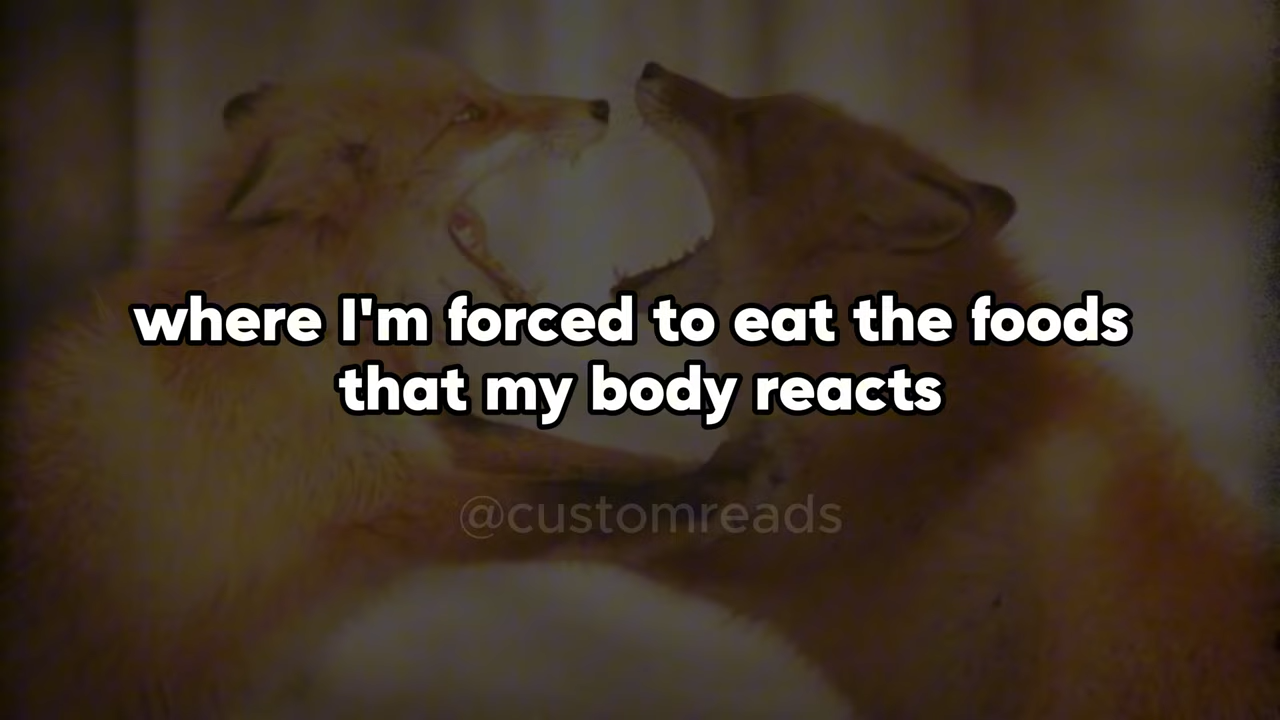 where I'm forced to eat the foods
that my body reacts
@customreads